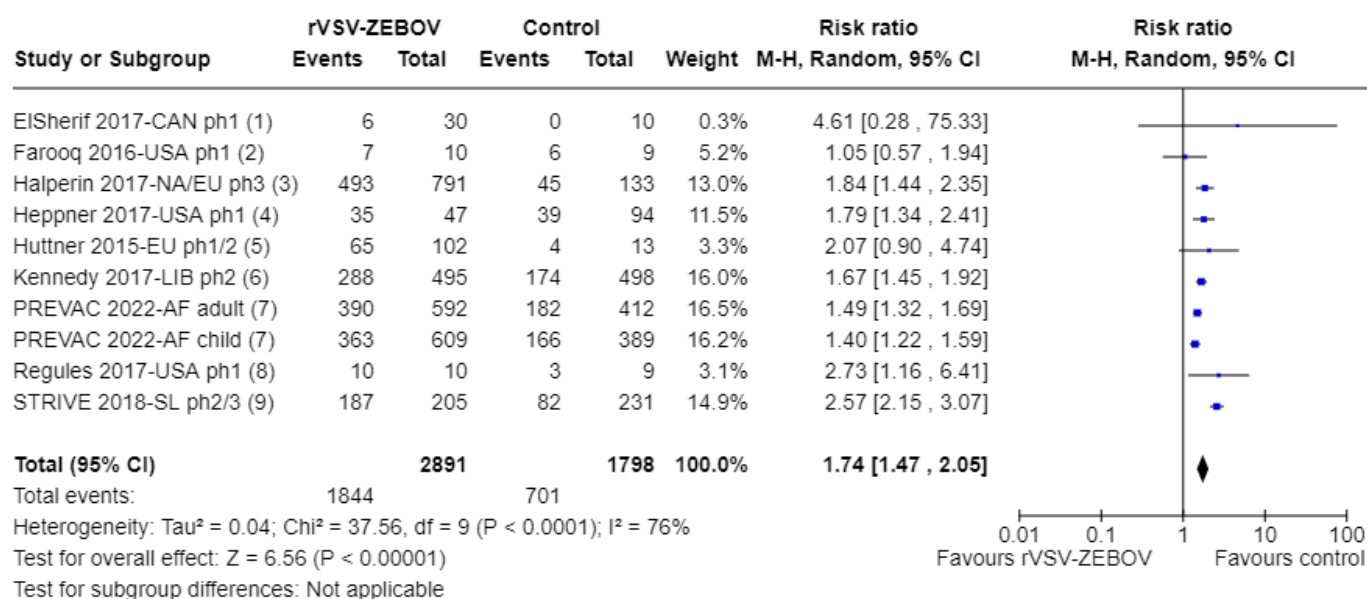 rVSV-ZEBOV Control Risk ratio Risk ratio
Study or Subgroup Events Total Events Total Weight M-H, Random, 95% CI M-H, Random, 95% CI
ElSherif 2017-CAN ph1 (1) 6 30 0 10 0.3% 4.61 [0.28 , 75.33]
Farooq 2016-USA ph1 (2) 7 10 6 9 5.2% 1.05 [0.57 , 1.94]
Halperin 2017-NA/EU ph3 (3) 493 791 45 133 13.0% 1.84 [1.44 , 2.35]
Heppner 2017-USA ph1 (4) 35 47 39 94 11.5% 1.79 [1.34 , 2.41]
Huttner 2015-EU ph1/2 (5) 65 102 4 13 3.3% 2.07 [0.90 , 4.74]
Kennedy 2017-LIB ph2 (6) 288 495 174 498 16.0% 1.67 [1.45 , 1.92]
PREVAC 2022-AF adult (7) 390 592 182 412 16.5% 1.49 [1.32 , 1.69]
PREVAC 2022-AF child (7) 363 609 166 389 16.2% 1.40 [1.22 , 1.59]
Regules 2017-USA ph1 (8) 10 10 3 9 3.1% 2.73 [1.16 , 6.41]
STRIVE 2018-SL ph2/3 (9) 187 205 82 231 14.9% 2.57 [2.15 , 3.07]
Total (95% CI) 2891 1798 100.0% 1.74 [1.47 , 2.05]
Total events: 1844 701
Heterogeneity: Tau² = 0.04; Chi² = 37.56, df = 9 (P < 0.0001); I² = 76%
Test for overall effect: Z = 6.56 (P < 0.00001)
Test for subgroup differences: Not applicable
0.01 0.1 1 10 100
Favours rVSV-ZEBOV Favours control